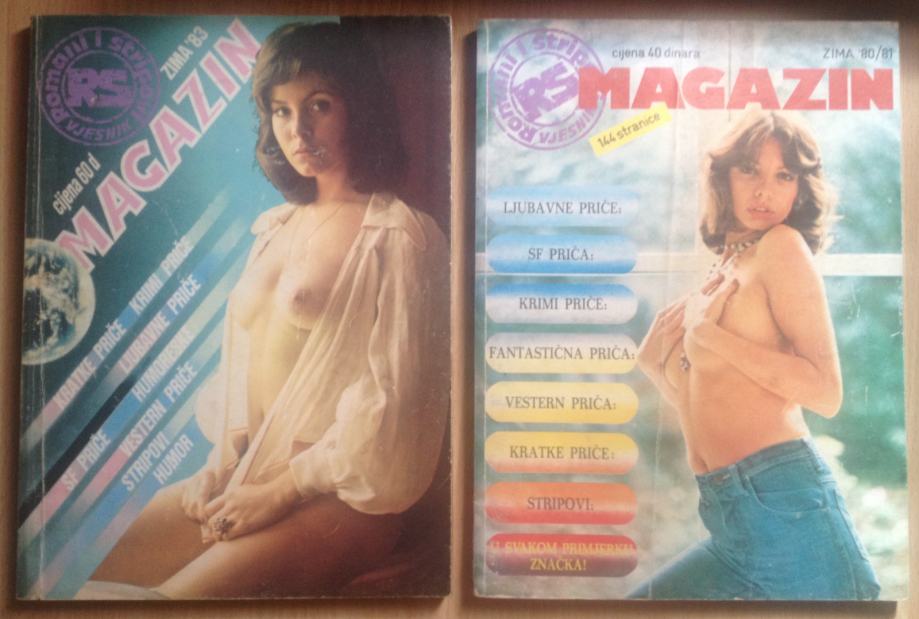 Romani i stripovi
RS
VJESNIK
ZIMA '83
cijena 60 d
MAGAZIN
KRATKE PRIČE KRIMI PRIČE
LJUBAVNE PRIČE
HUMORESKE
SF PRIČE VESTERN PRIČE
STRIPOVI
HUMOR
Romani i stripovi
RS
VJESNIK
cijena 40 dinara
ZIMA '80/81
MAGAZIN
144 stranice
LJUBAVNE PRIČE:
SF PRIČA:
KRIMI PRIČE:
FANTASTIČNA PRIČA:
VESTERN PRIČA:
KRATKE PRIČE:
STRIPOVI:
U SVAKOM PRIMJERKU
ZNAČKA!